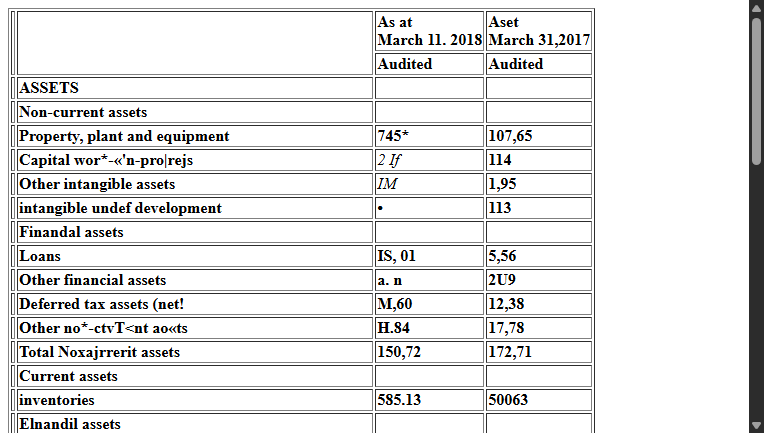 As at
March 11. 2018
Aset
March 31,2017
Audited Audited
ASSETS
Non-current assets
Property, plant and equipment 745* 107,65
Capital wor*-«'n-pro|rejs 2 If 114
Other intangible assets IM 1,95
intangible undef development • 113
Finandal assets
Loans IS, 01 5,56
Other financial assets a. n 2U9
Deferred tax assets (net! M,60 12,38
Other no*-ctvT<nt ao«ts H.84 17,78
Total Noxajrrerit assets 150,72 172,71
Current assets
inventories 585.13 50063
Elnandil assets